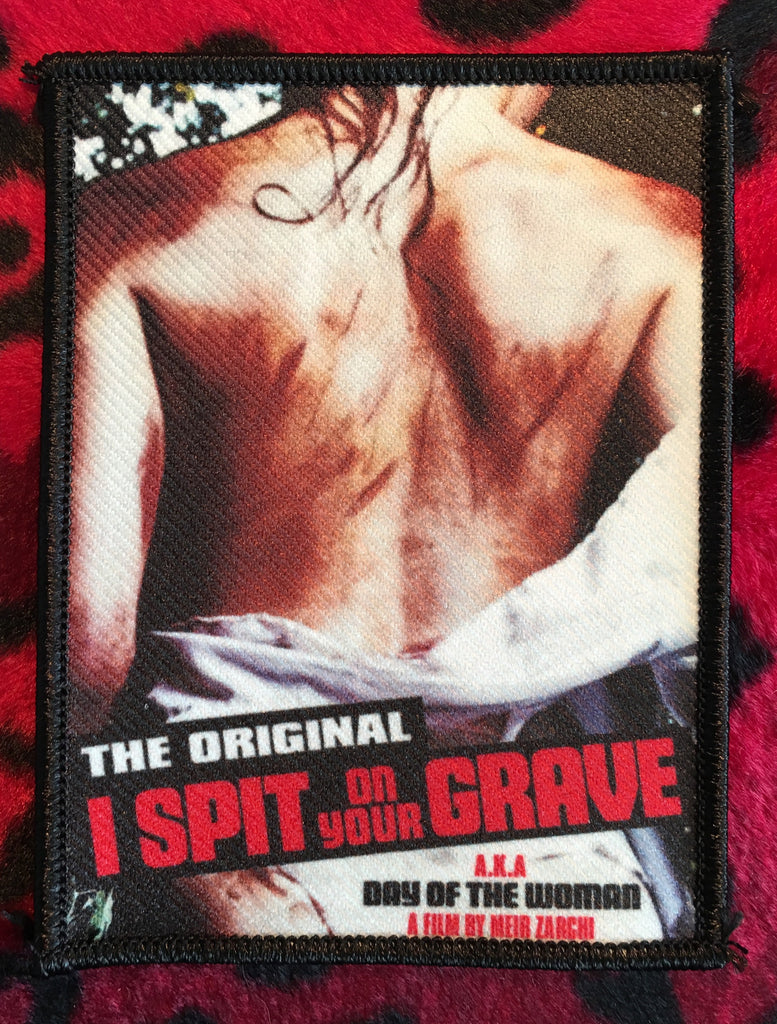 THE ORIGINAL
I SPIT ON YOUR GRAVE
A.K.A
DAY OF THE WOMAN
A FILM BY MEIR ZARCHI